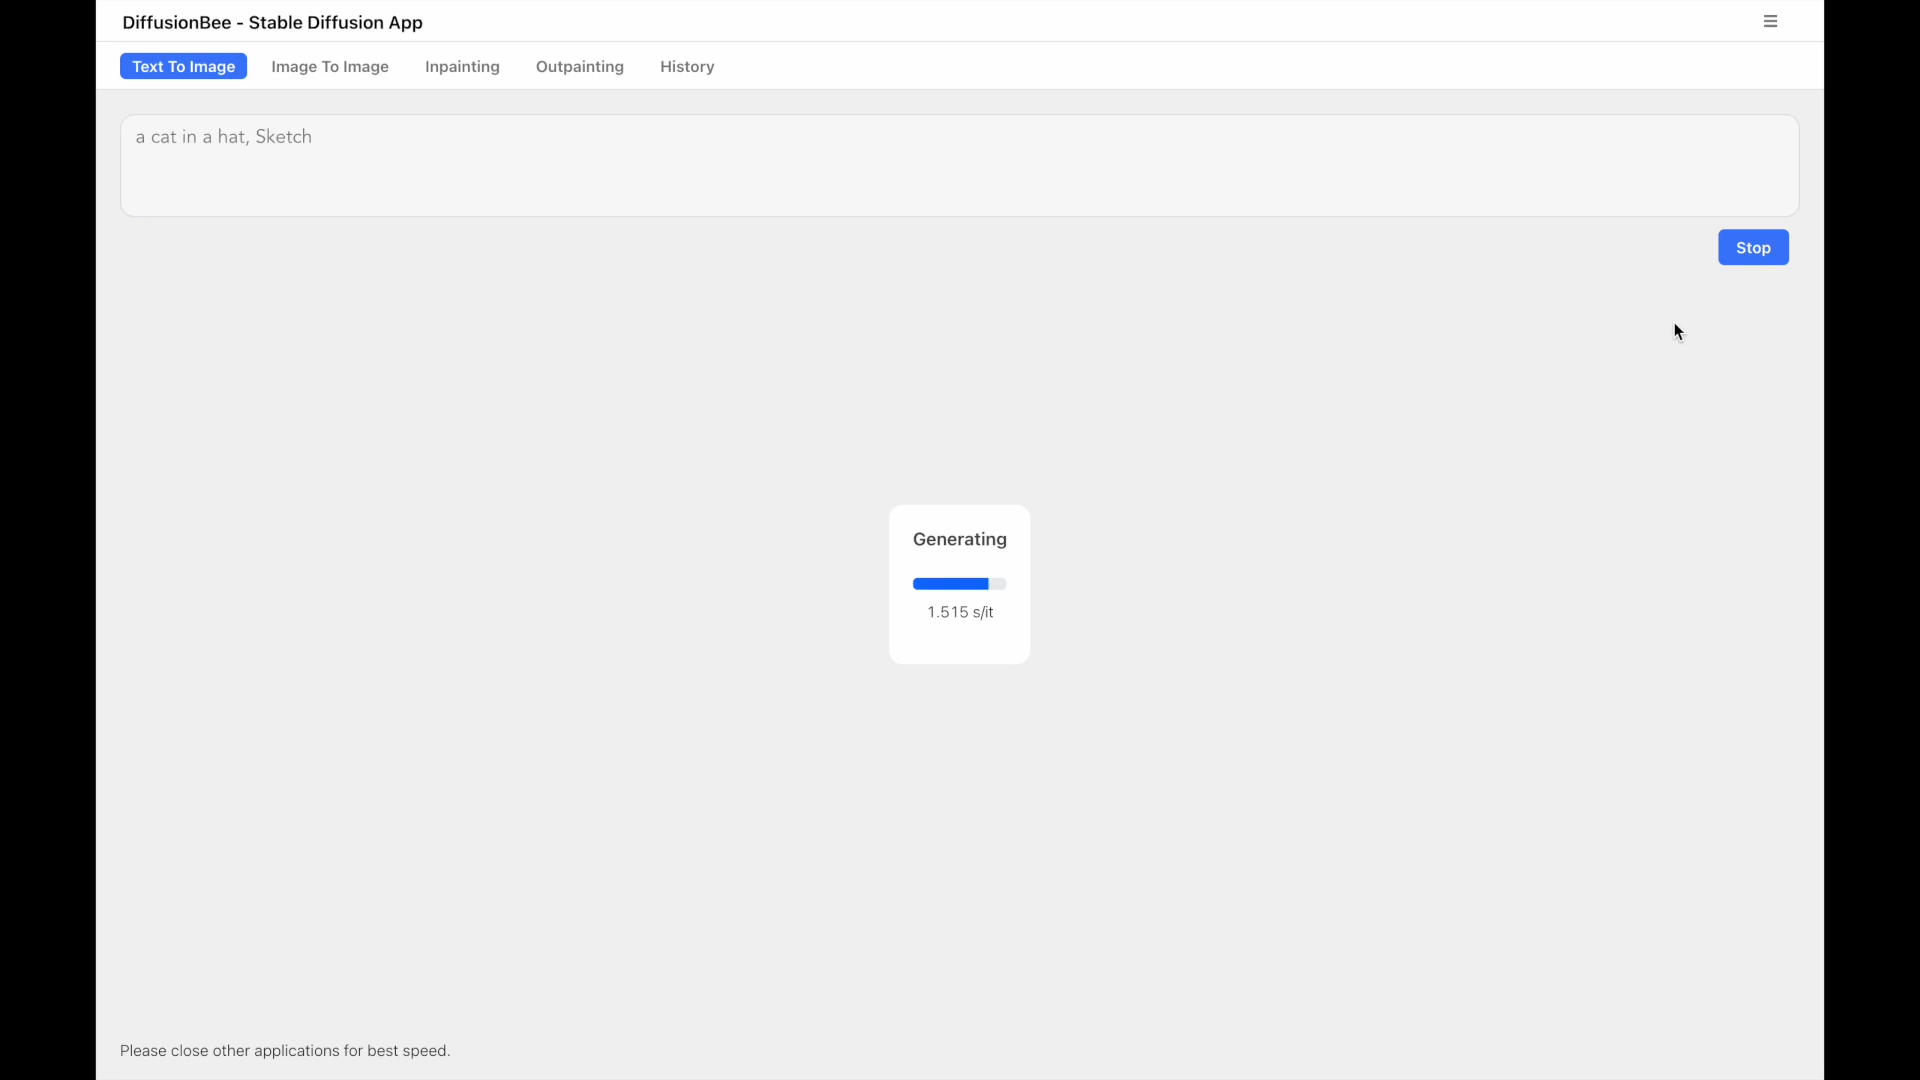 DiffusionBee - Stable Diffusion App
Text To Image Image To Image Inpainting Outpainting History
a cat in a hat, Sketch
Stop
Generating
1.515 s/it
Please close other applications for best speed.